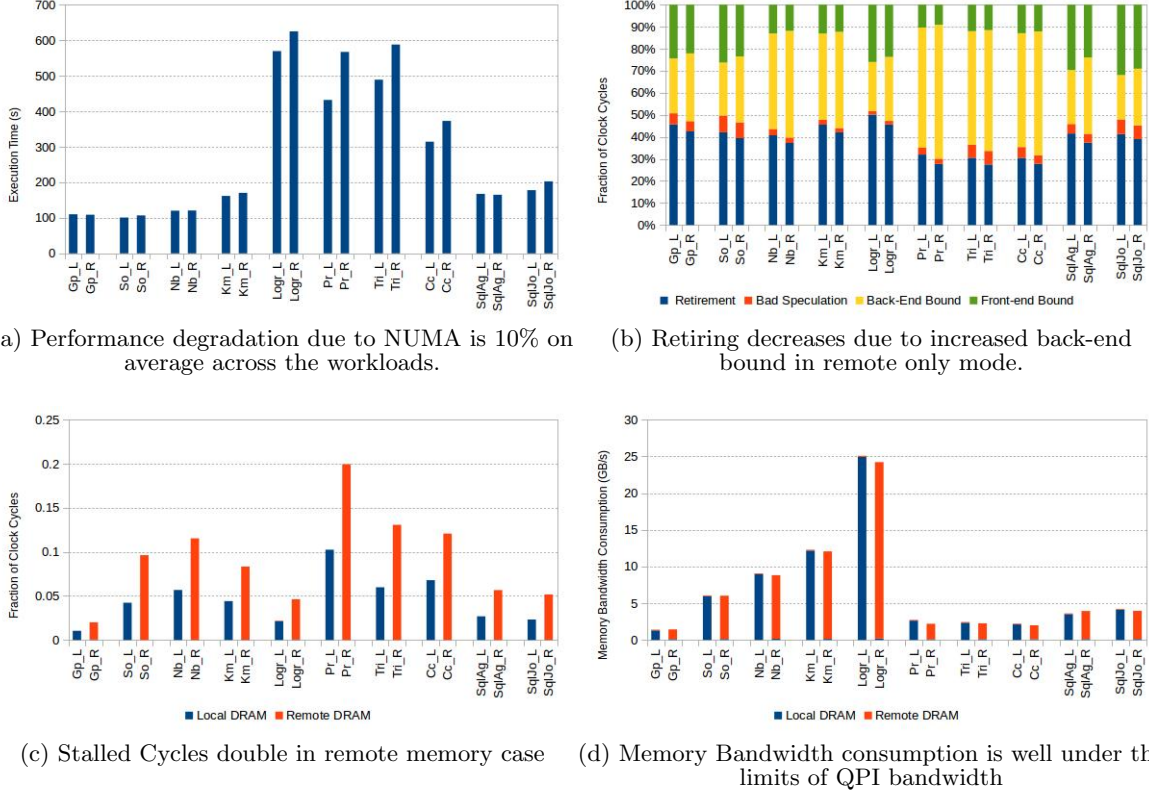 700
600
500
400
300
200
100
0
Execution Time (s)
Gp_L
Gp_R
So_L
So_R
Nb_L
Nb_R
Km_L
Km_R
Logr_L
Logr_R
Pr_L
Pr_R
Tri_L
Tri_R
Cc_L
Cc_R
SqlAg_L
SqlAg_R
SqlJo_L
SqlJo_R
a) Performance degradation due to NUMA is 10% on
average across the workloads.
100%
90%
80%
70%
60%
50%
40%
30%
20%
10%
0%
Fraction of Clock Cycles
Gp_L
Gp_R
So_L
So_R
Nb_L
Nb_R
Km_L
Km_R
Logr_L
Logr_R
Pr_L
Pr_R
Tri_L
Tri_R
Cc_L
Cc_R
SqlAg_L
SqlAg_R
SqlJo_L
SqlJo_R
Retirement Bad Speculation Back-End Bound Front-end Bound
(b) Retiring decreases due to increased back-end
bound in remote only mode.
0.25
0.2
0.15
0.1
0.05
0
Fraction of Clock Cycles
Gp_L
Gp_R
So_L
So_R
Nb_L
Nb_R
Km_L
Km_R
Logr_L
Logr_R
Pr_L
Pr_R
Tri_L
Tri_R
Cc_L
Cc_R
SqlAg_L
SqlAg_R
SqlJo_L
SqlJo_R
Local DRAM Remote DRAM
(c) Stalled Cycles double in remote memory case
30
25
20
15
10
5
0
Memory Bandwidth Consumption (GB/s)
Gp_L
Gp_R
So_L
So_R
Nb_L
Nb_R
Km_L
Km_R
Logr_L
Logr_R
Pr_L
Pr_R
Tri_L
Tri_R
Cc_L
Cc_R
SqlAg_L
SqlAg_R
SqlJo_L
SqlJo_R
Local DRAM Remote DRAM
(d) Memory Bandwidth consumption is well under th
limits of QPI bandwidth